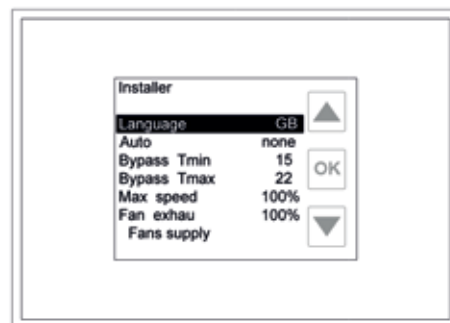 Installer
Language GB
Auto none
Bypass Tmin 15
Bypass Tmax 22
Max speed 100%
Fan exhau 100%
Fans supply
OK